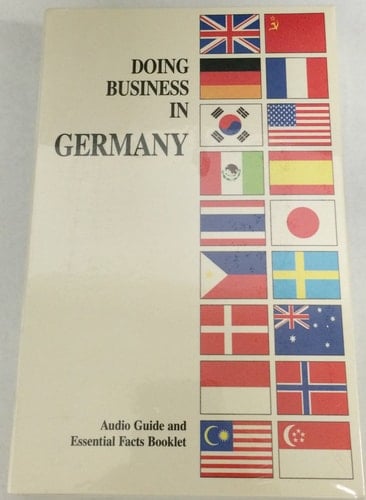 DOING
BUSINESS
IN
GERMANY
Audio Guide and
Essential Facts Booklet